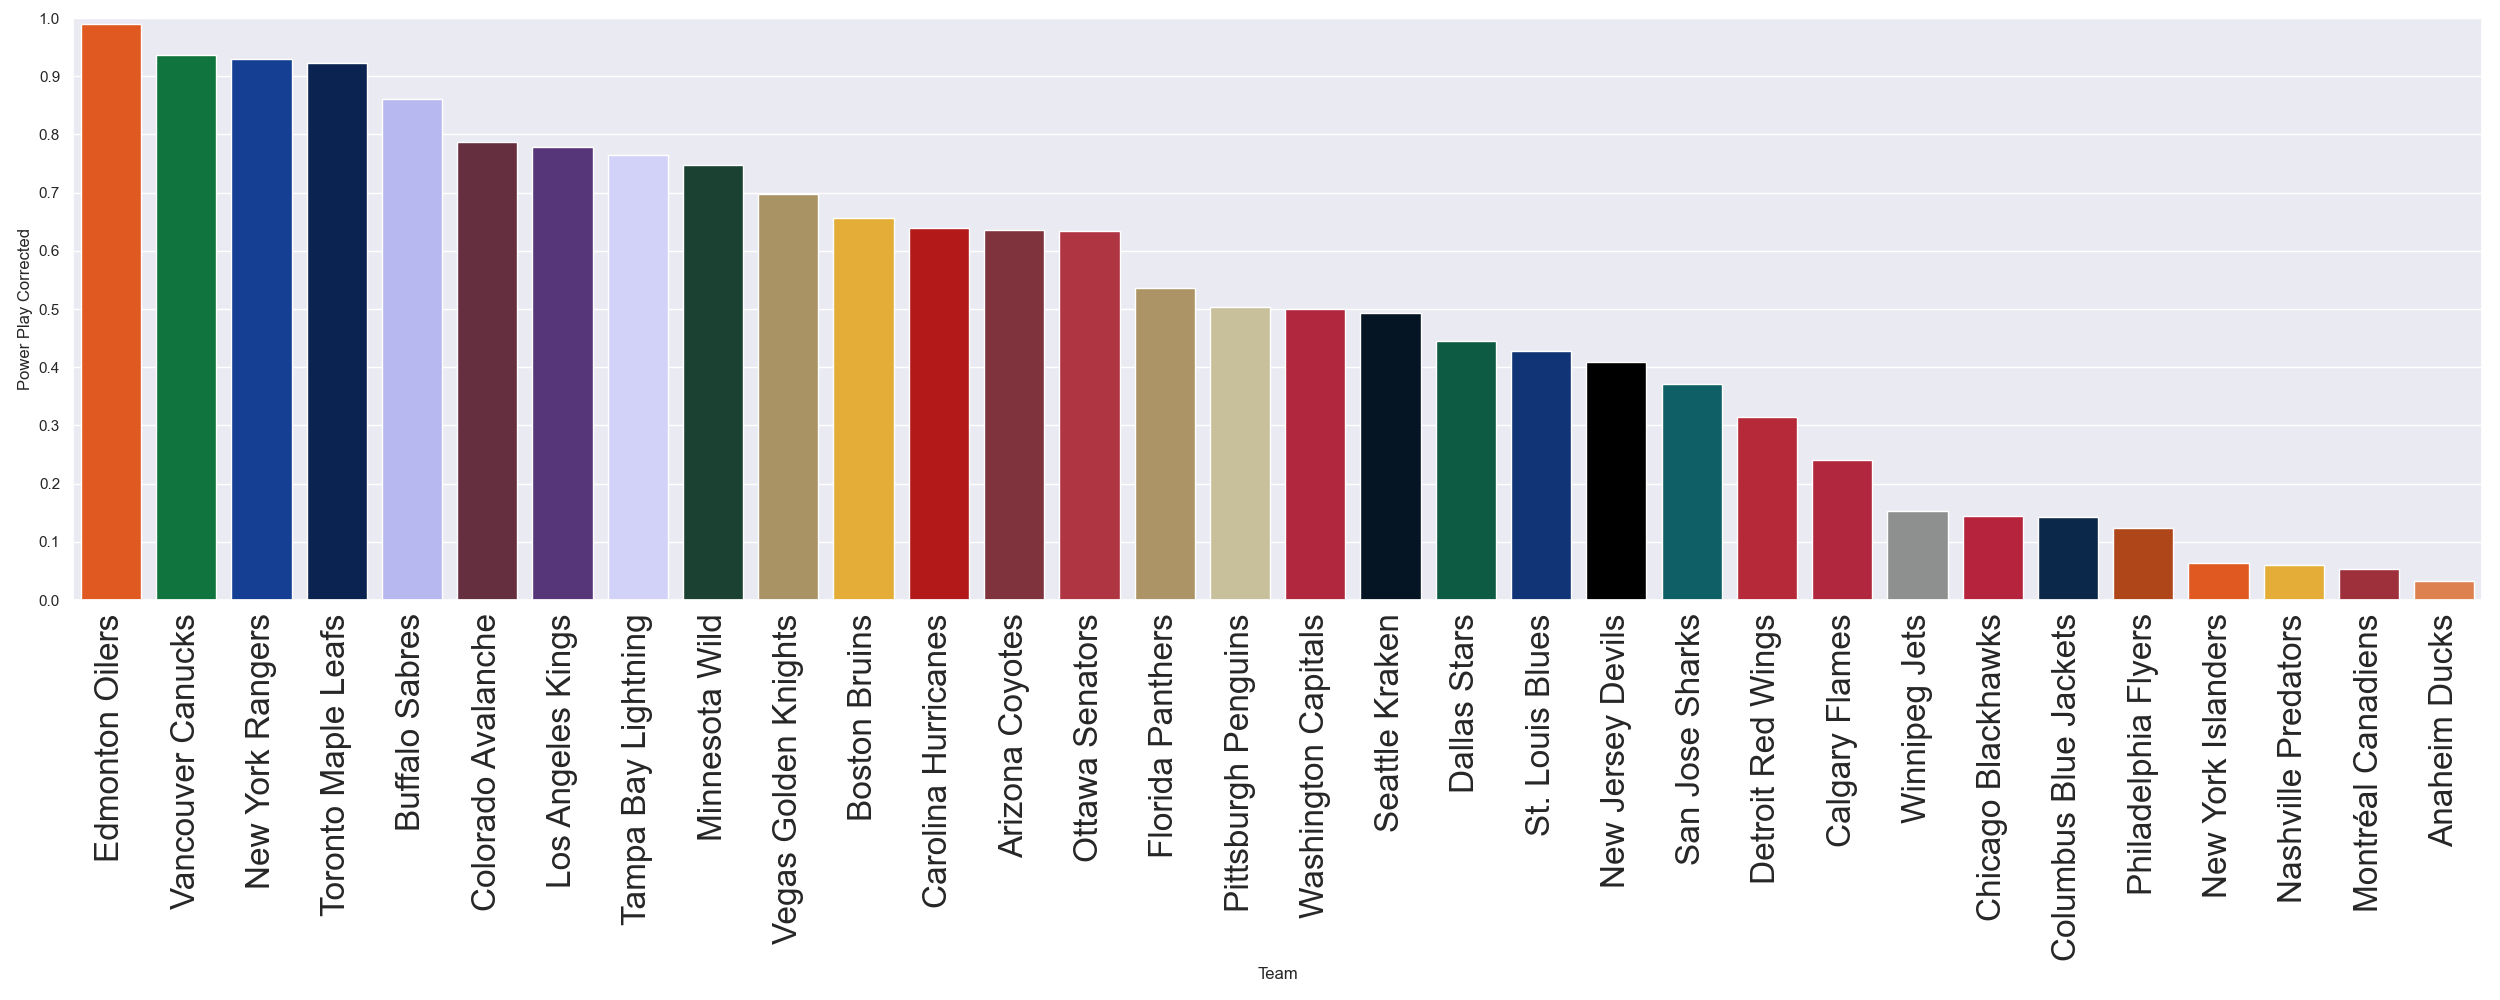 1.0
0.9
0.8
0.7
0.6
0.5
0.4
0.3
0.2
0.1
0.0
Power Play Corrected
Edmonton Oilers
Vancouver Canucks
New York Rangers
Toronto Maple Leafs
Buffalo Sabres
Colorado Avalanche
Los Angeles Kings
Tampa Bay Lightning
Minnesota Wild
Vegas Golden Knights
Boston Bruins
Carolina Hurricanes
Arizona Coyotes
Ottawa Senators
Florida Panthers
Pittsburgh Penguins
Washington Capitals
Seattle Kraken
Dallas Stars
St. Louis Blues
New Jersey Devils
San Jose Sharks
Detroit Red Wings
Calgary Flames
Winnipeg Jets
Chicago Blackhawks
Columbus Blue Jackets
Philadelphia Flyers
New York Islanders
Nashville Predators
Montréal Canadiens
Anaheim Ducks
Team